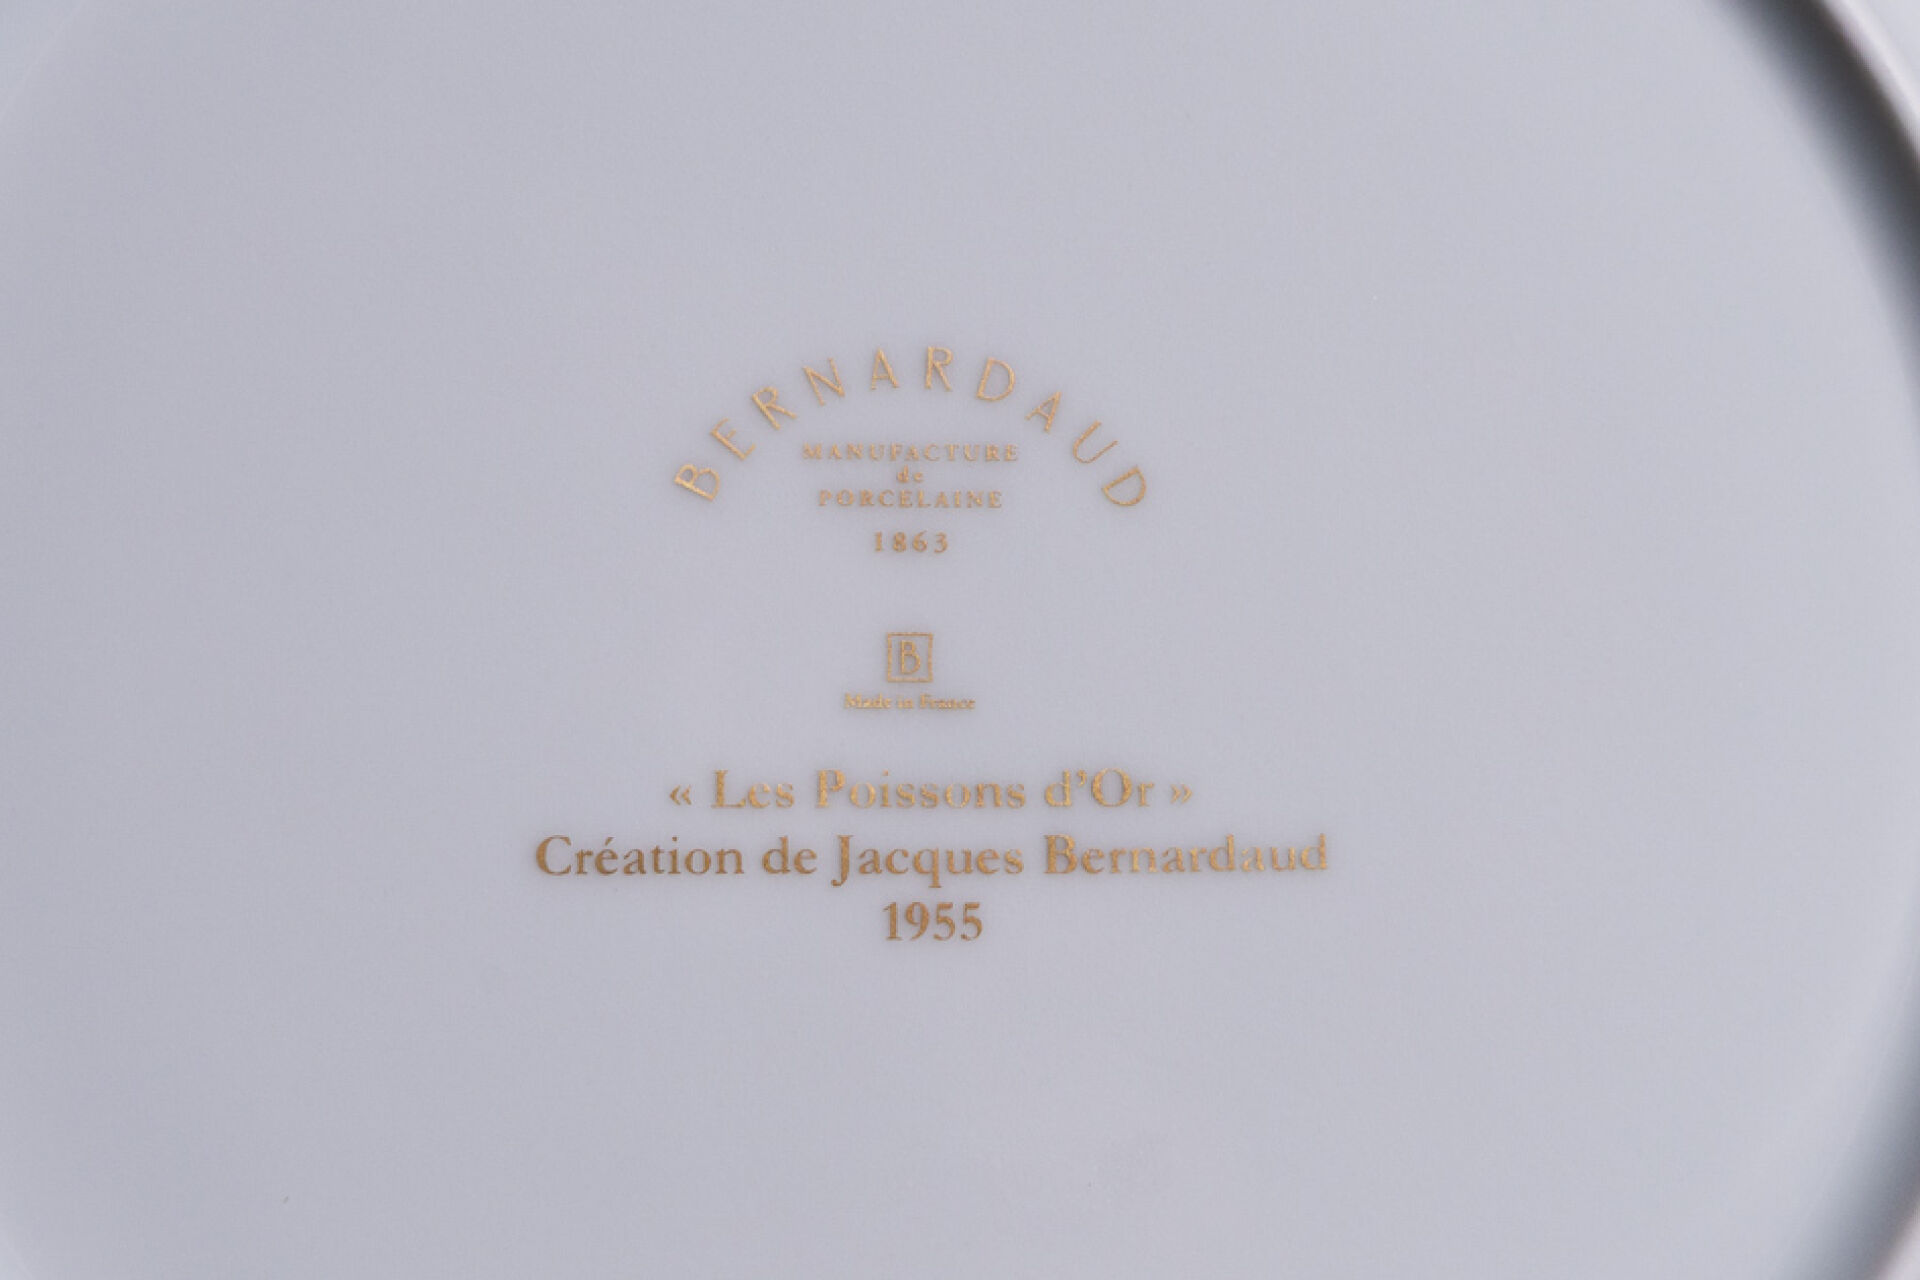 BERNARDAUD
MANUFACTURE
de
PORCELAINE
1863
B
Made in France
« Les Poissons d’Or »
Création de Jacques Bernardaud
1955